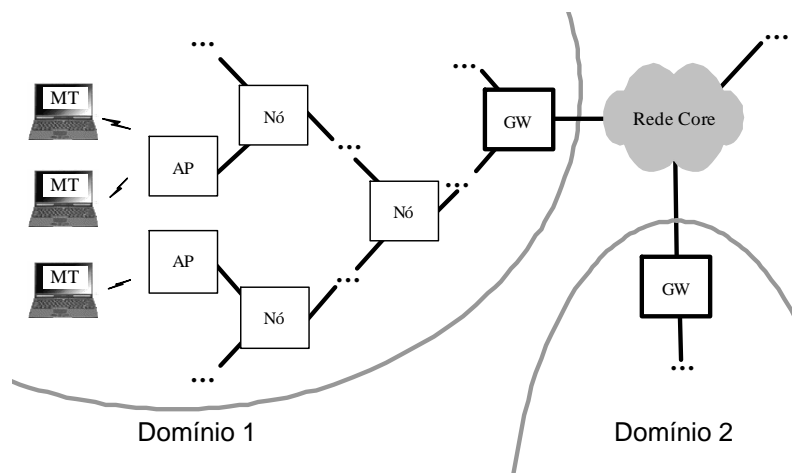 ...
...
...
MT
Nó
GW
Rede Core
...
AP
MT
...
Nó
AP
MT
GW
...
Nó
...
...
Domínio 1
Domínio 2